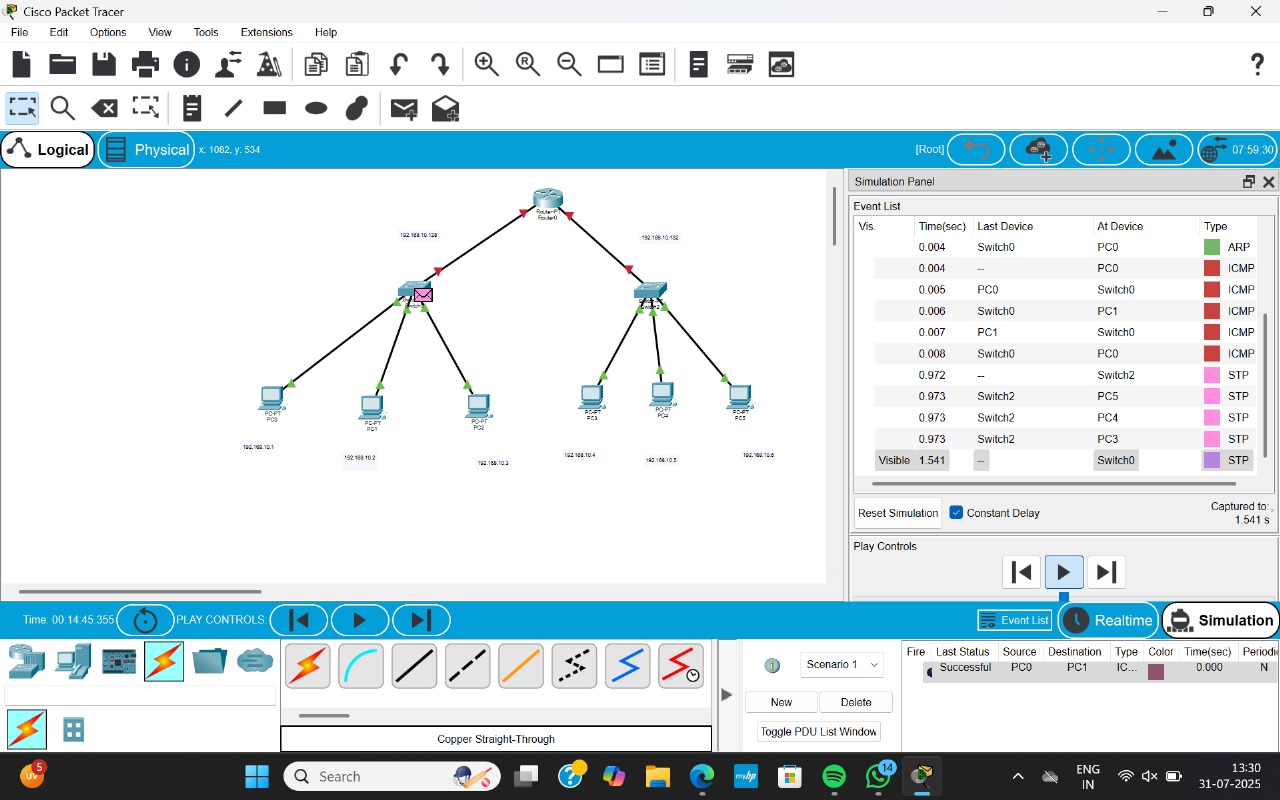 Cisco Packet Tracer
File Edit Options View Tools Extensions Help
Logical Physical x: 1082, y: 534 [Root] 07:59:30
Router-PT
Router0
192.168.10.128
192.168.10.132
PC-PT
PC0
PC-PT
PC1
PC-PT
PC2
PC-PT
PC3
PC-PT
PC4
PC-PT
PC5
192.168.10.1
192.168.10.2
192.168.10.3
192.168.10.4
192.168.10.5
192.168.10.6
Simulation Panel
Event List
Vis. Time(sec) Last Device At Device Type
0.004 Switch0 PC0 ARP
0.004 -- PC0 ICMP
0.005 PC0 Switch0 ICMP
0.006 Switch0 PC1 ICMP
0.007 PC1 Switch0 ICMP
0.008 Switch0 PC0 ICMP
0.972 -- Switch2 STP
0.973 Switch2 PC5 STP
0.973 Switch2 PC4 STP
0.973 Switch2 PC3 STP
Visible 1.541 -- Switch0 STP
Reset Simulation Constant Delay
Captured to:
1.541 s
Play Controls
Time: 00:14:45.355 PLAY CONTROLS: Event List Realtime Simulation
Copper Straight-Through
Scenario 1
New Delete
Toggle PDU List Window
Fire Last Status Source Destination Type Color Time(sec) Periodic
Successful PC0 PC1 IC... 0.000 N
UV 5
Search
myhp
14
ENG
IN
13:30
31-07-2025